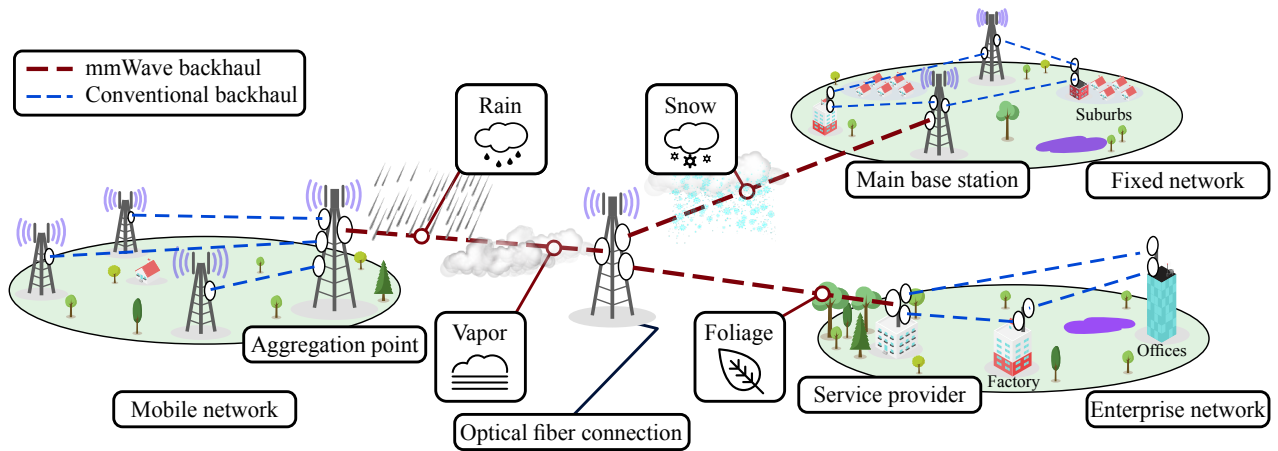 mmWave backhaul
Conventional backhaul
Rain
Snow
Suburbs
Main base station
Fixed network
Aggregation point
Vapor
Foliage
Mobile network
Optical fiber connection
Service provider
Factory
Offices
Enterprise network